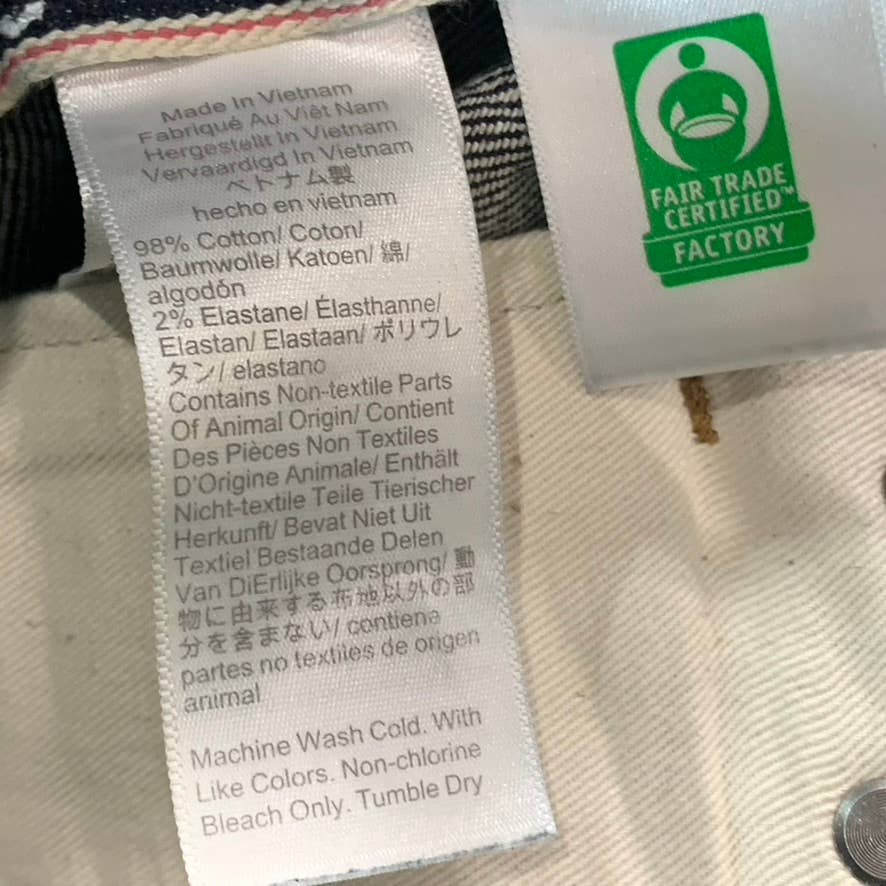 Made In Vietnam
Fabriqué Au Việt Nam
Hergestellt In Vietnam
Vervaardigd In Vietnam
ベトナム製
hecho en vietnam
98% Cotton/ Coton/
Baumwolle/ Katoen/ 綿/
algodón
2% Elastane/ Élasthanne/
Elastan/ Elastaan/ ポリウレ
タン/ elastano
Contains Non-textile Parts
Of Animal Origin/ Contient
Des Pièces Non Textiles
D'Origine Animale/ Enthält
Nicht-textile Teile Tierischer
Herkunft/ Bevat Niet Uit
Textiel Bestaande Delen
Van DiErlijke Oorsprong/ 動
物に由来する布地以外の部
分を含まない/ contiene
partes no textiles de origen
animal
Machine Wash Cold. With
Like Colors. Non-chlorine
Bleach Only. Tumble Dry
FAIR TRADE
CERTIFIED™
FACTORY